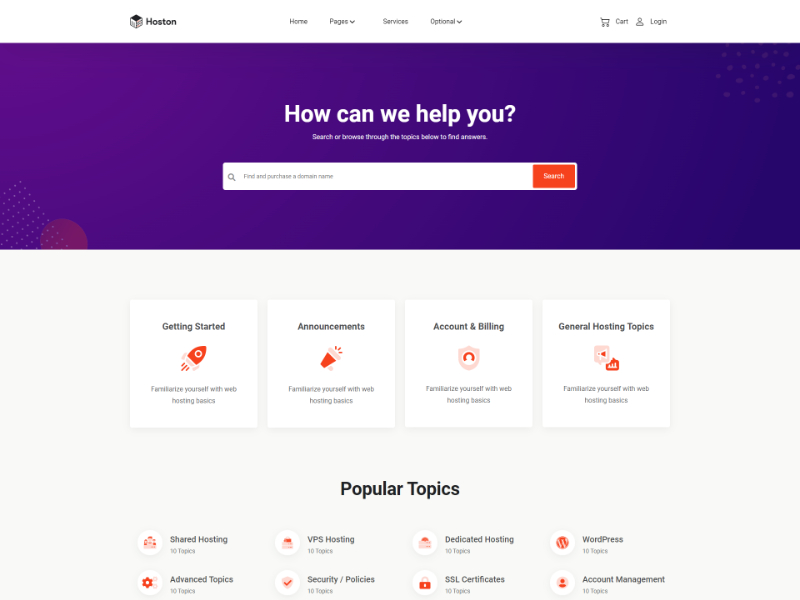 Hoston
Home Pages Services Optional Cart Login
How can we help you?
Search or browse through the topics below to find answers.
Find and purchase a domain name Search
Getting Started
Familiarize yourself with web
hosting basics
Announcements
Familiarize yourself with web
hosting basics
Account & Billing
Familiarize yourself with web
hosting basics
General Hosting Topics
Familiarize yourself with web
hosting basics
Popular Topics
Shared Hosting
10 Topics
VPS Hosting
10 Topics
Dedicated Hosting
10 Topics
WordPress
10 Topics
Advanced Topics
10 Topics
Security / Policies
10 Topics
SSL Certificates
10 Topics
Account Management
10 Topics